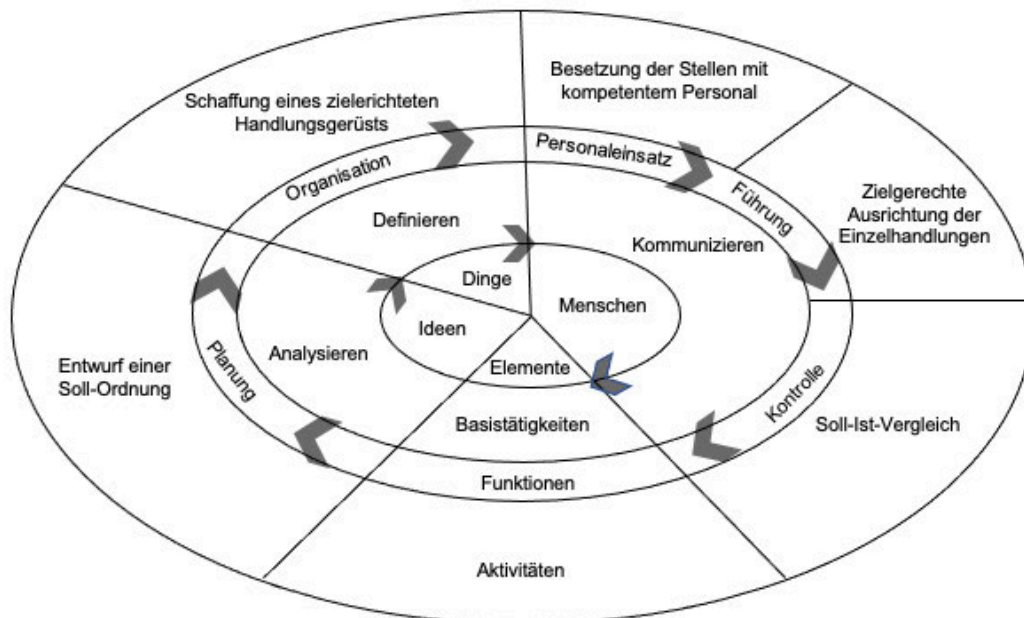 Besetzung der Stellen mit
kompetentem Personal
Schaffung eines zielerichteten
Handlungsgerüsts
Personaleinsatz
Organisation
Führung
Zielgerechte
Ausrichtung der
Einzelhandlungen
Definieren
Kommunizieren
Dinge
Menschen
Ideen
Analysieren
Elemente
Entwurf einer
Soll-Ordnung
Planung
Kontrolle
Basistätigkeiten
Soll-Ist-Vergleich
Funktionen
Aktivitäten